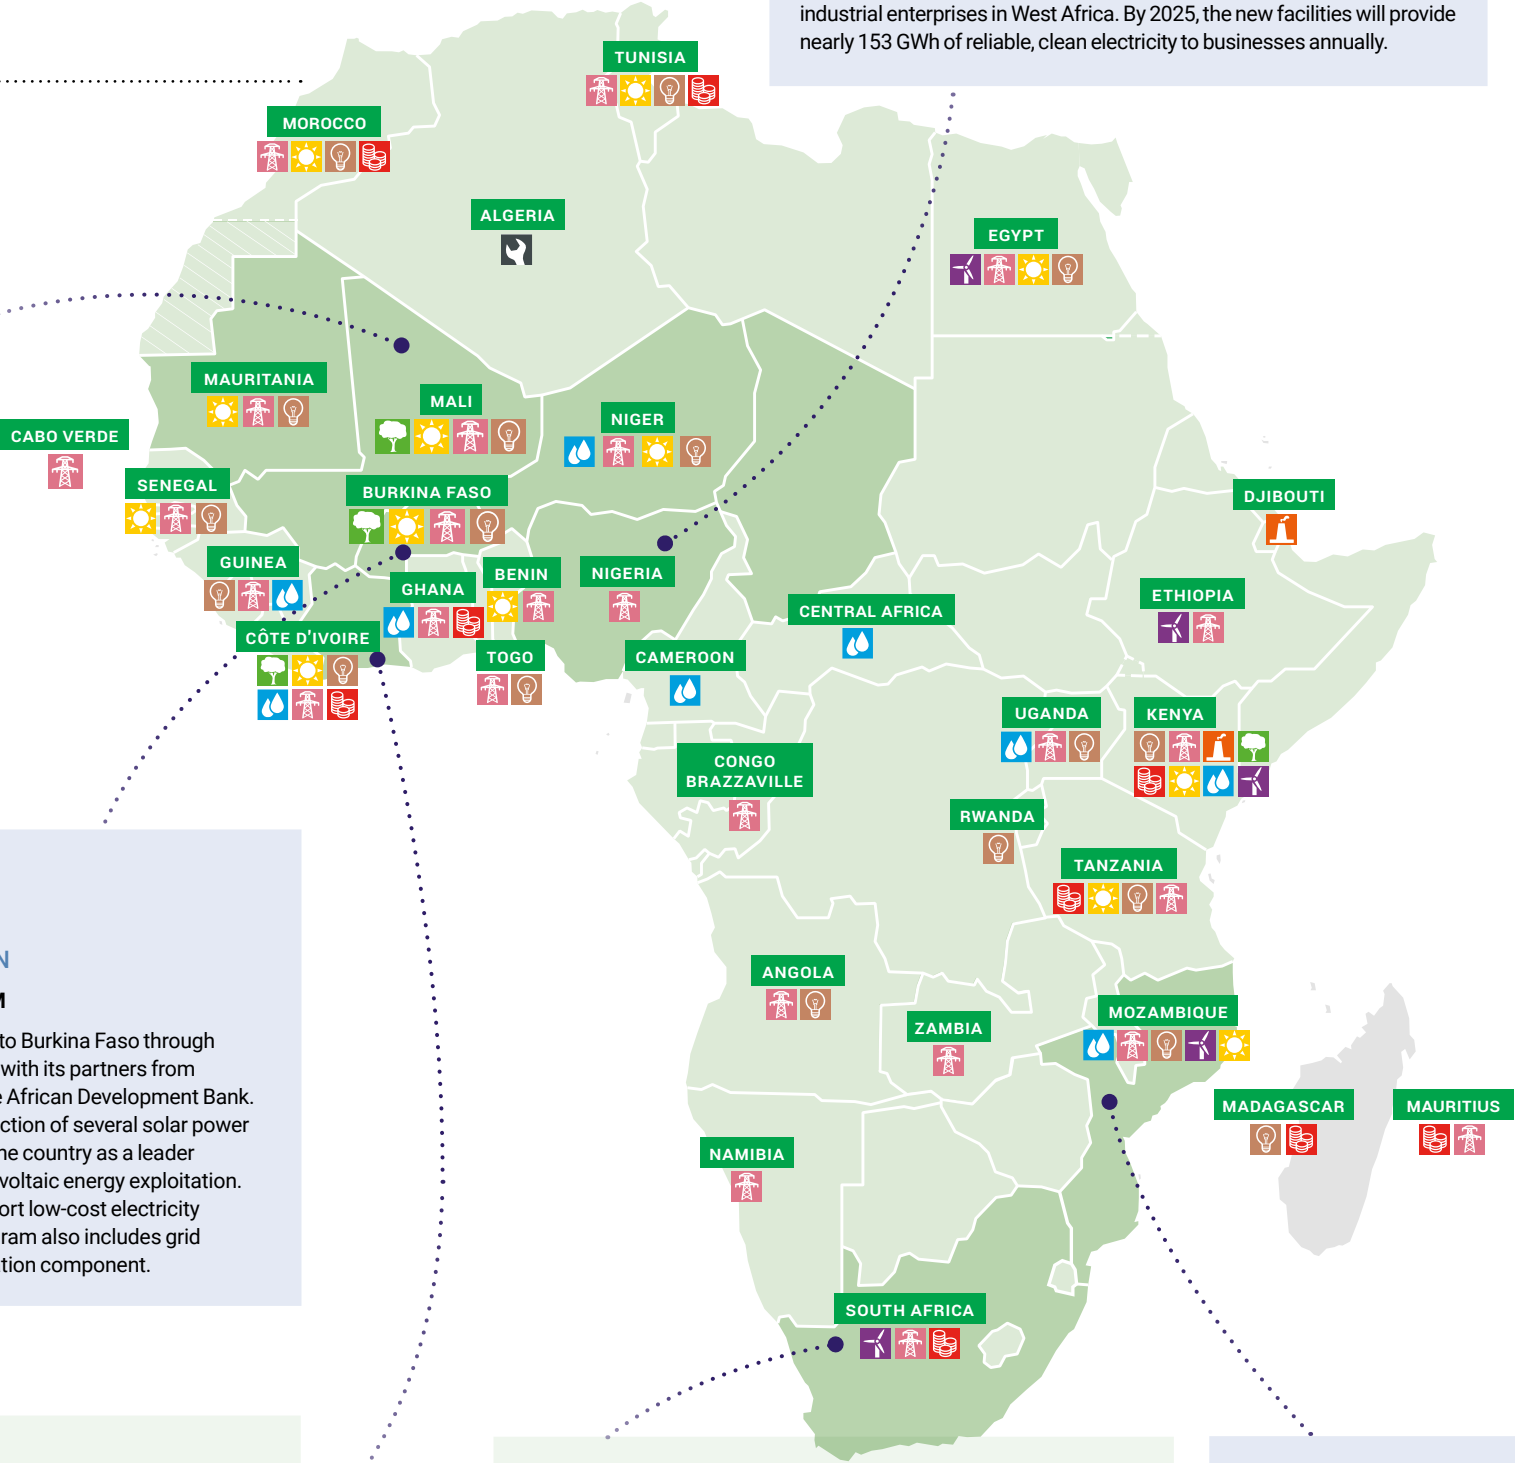 industrial enterprises in West Africa. By 2025, the new facilities will provide
nearly 153 GWh of reliable, clean electricity to businesses annually.
TUNISIA
MOROCCO
ALGERIA
EGYPT
MAURITANIA
MALI
NIGER
CABO VERDE
SENEGAL
BURKINA FASO
DJIBOUTI
GUINEA
GHANA
BENIN
NIGERIA
ETHIOPIA
CENTRAL AFRICA
CÔTE D'IVOIRE
TOGO
CAMEROON
UGANDA
KENYA
CONGO
BRAZZAVILLE
RWANDA
TANZANIA
ANGOLA
ZAMBIA
MOZAMBIQUE
MADAGASCAR
MAURITIUS
NAMIBIA
SOUTH AFRICA
N
M
to Burkina Faso through
with its partners from
e African Development Bank.
ction of several solar power
he country as a leader
voltaic energy exploitation.
ort low-cost electricity
ram also includes grid
tion component.